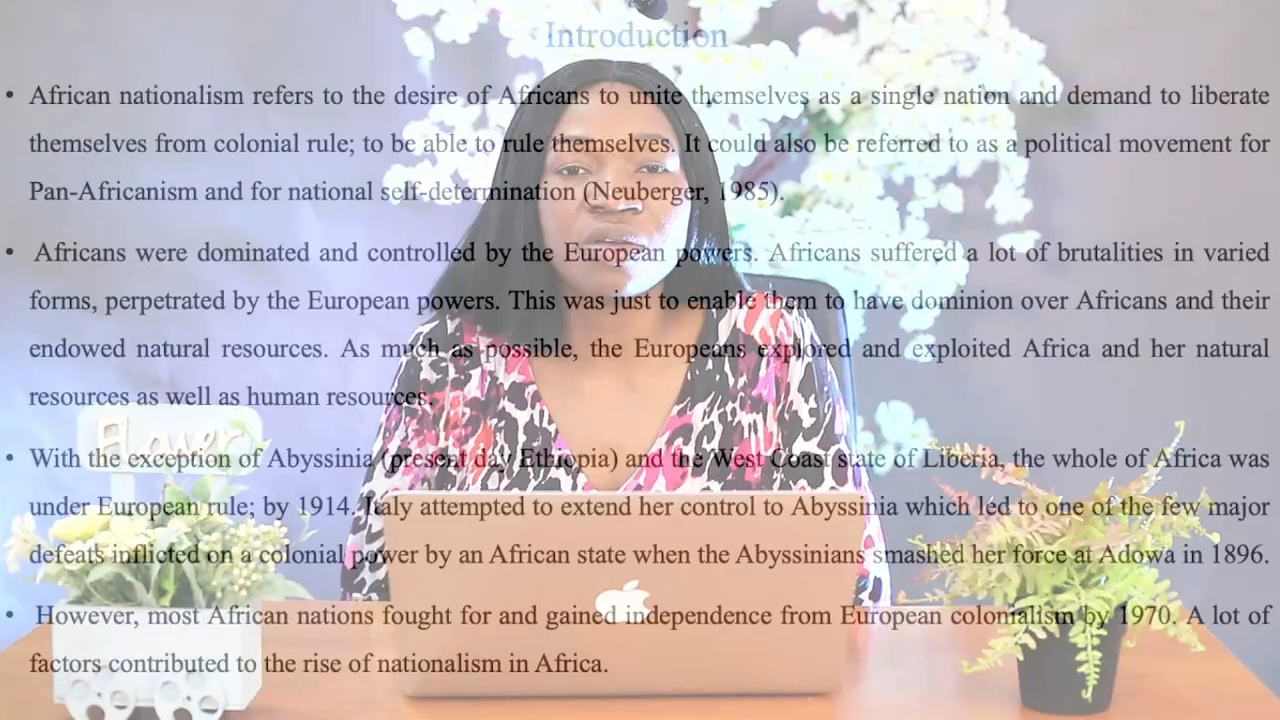 Introduction
• African nationalism refers to the desire of Africans to unite themselves as a single nation and demand to liberate
themselves from colonial rule; to be able to rule themselves. It could also be referred to as a political movement for
Pan-Africanism and for national self-determination (Neuberger, 1985).
• Africans were dominated and controlled by the European powers. Africans suffered a lot of brutalities in varied
forms, perpetrated by the European powers. This was just to enable them to have dominion over Africans and their
endowed natural resources. As much as possible, the Europeans explored and exploited Africa and her natural
resources as well as human resources.
Flower
• With the exception of Abyssinia (present day Ethiopia) and the West Coast state of Liberia, the whole of Africa was
under European rule; by 1914. Italy attempted to extend her control to Abyssinia which led to one of the few major
defeats inflicted on a colonial power by an African state when the Abyssinians smashed her force at Adowa in 1896.
• However, most African nations fought for and gained independence from European colonialism by 1970. A lot of
factors contributed to the rise of nationalism in Africa.